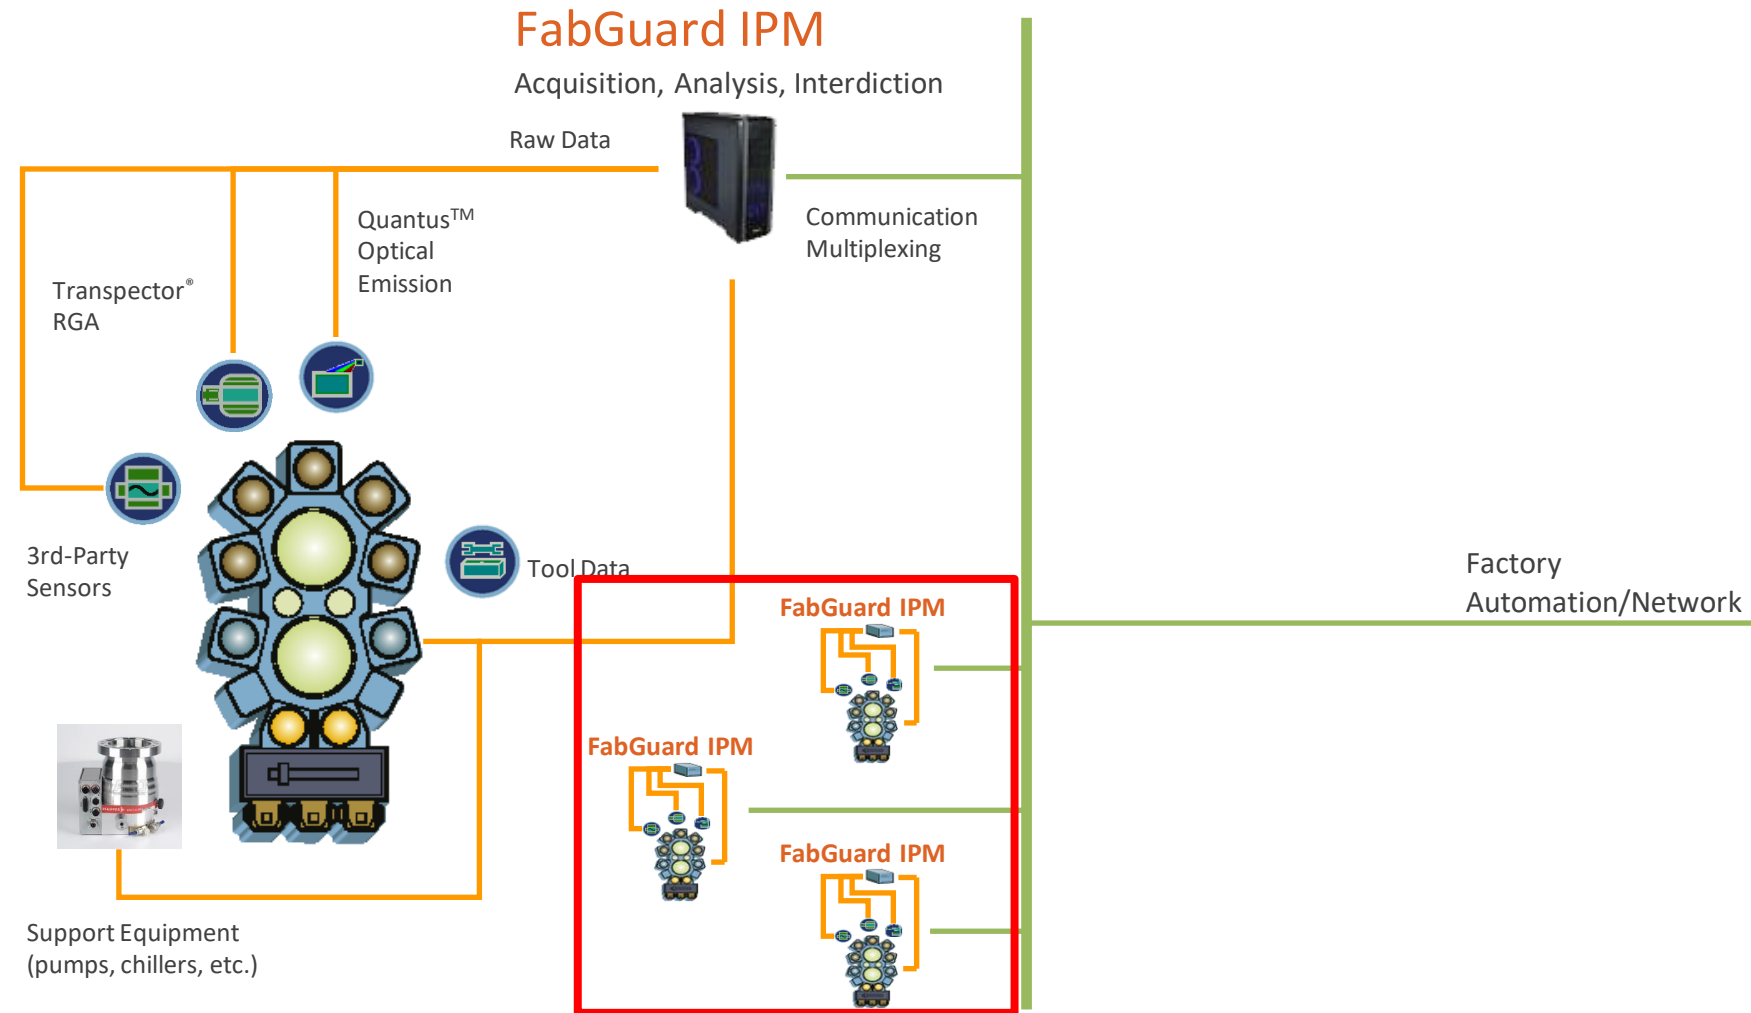 FabGuard IPM
Acquisition, Analysis, Interdiction
Raw Data
Quantus™
Optical
Emission
Communication
Multiplexing
Transpector®
RGA
3rd-Party
Sensors
Tool Data
Factory
Automation/Network
FabGuard IPM
FabGuard IPM
FabGuard IPM
Support Equipment
(pumps, chillers, etc.)